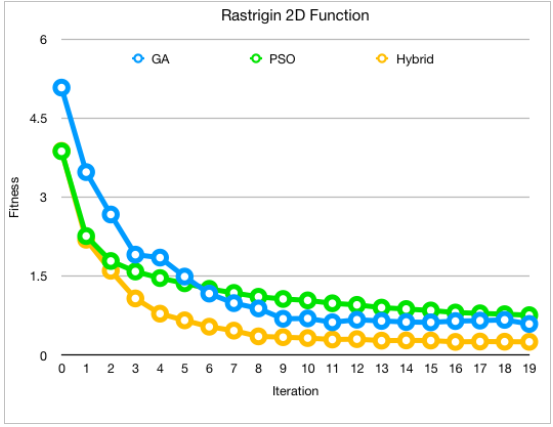 Rastrigin 2D Function
GA PSO Hybrid
6
4.5
3
1.5
0
Fitness
0 1 2 3 4 5 6 7 8 9 10 11 12 13 14 15 16 17 18 19
Iteration